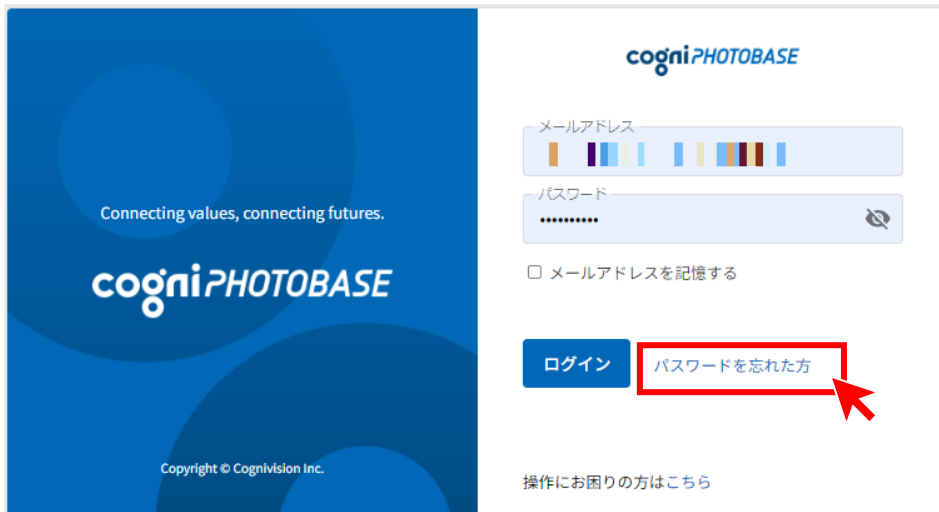 Connecting values, connecting futures.
cogni PHOTOBASE
Copyright © Cognivision Inc.
cogni PHOTOBASE
メールアドレス
パスワード
••••••••••
メールアドレスを記憶する
ログイン
パスワードを忘れた方
操作にお困りの方はこちら